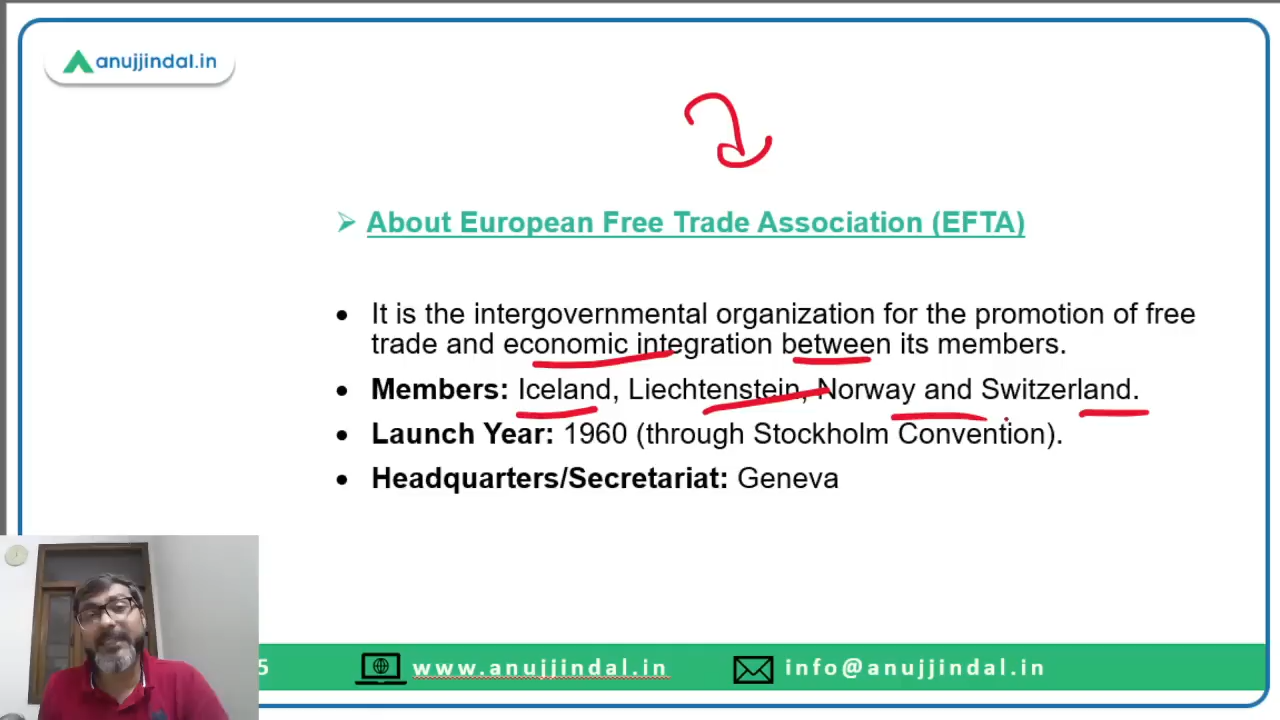 anujjindal.in
➢ About European Free Trade Association (EFTA)
• It is the intergovernmental organization for the promotion of free
trade and economic integration between its members.
• Members: Iceland, Liechtenstein, Norway and Switzerland.
• Launch Year: 1960 (through Stockholm Convention).
• Headquarters/Secretariat: Geneva
5 www.anujjindal.in info@anujjindal.in